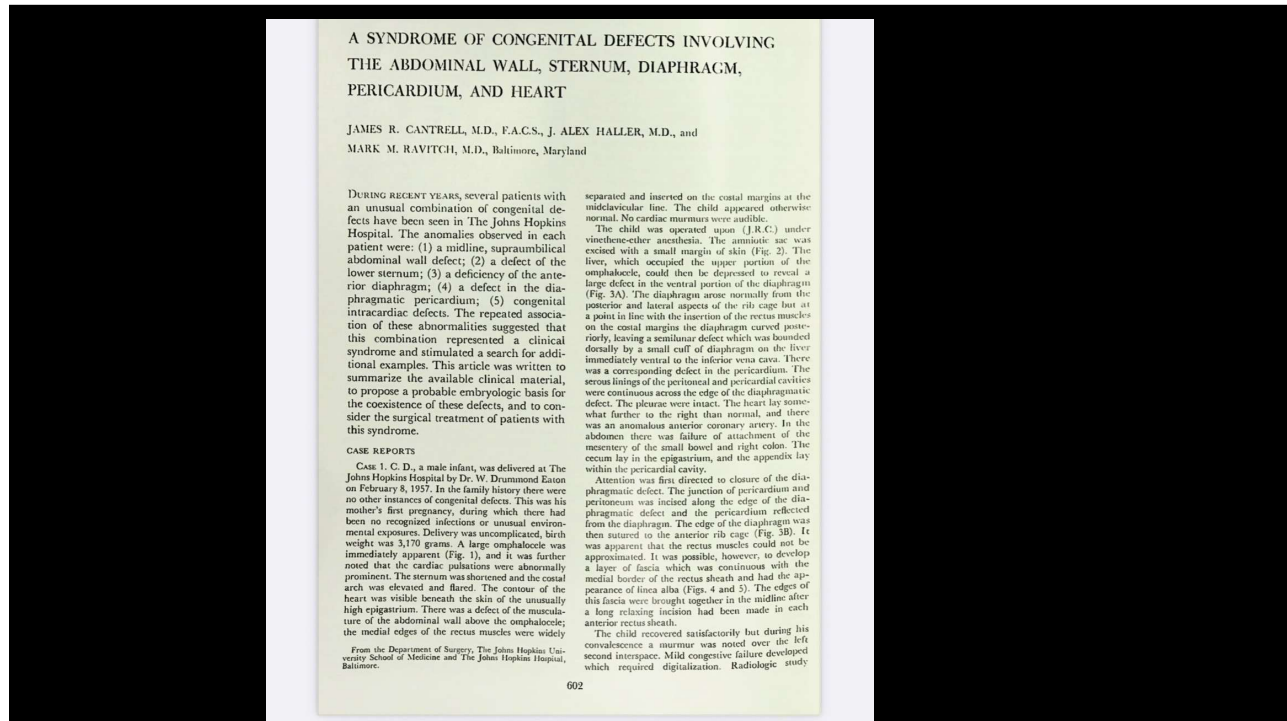 A SYNDROME OF CONGENITAL DEFECTS INVOLVING
THE ABDOMINAL WALL, STERNUM, DIAPHRAGM,
PERICARDIUM, AND HEART
JAMES R. CANTRELL, M.D., F.A.C.S., J. ALEX HALLER, M.D., and
MARK M. RAVITCH, M.D., Baltimore, Maryland
DURING RECENT YEARS, several patients with
an unusual combination of congenital de-
fects have been seen in The Johns Hopkins
Hospital. The anomalies observed in each
patient were: (1) a midline, supraumbilical
abdominal wall defect; (2) a defect of the
lower sternum; (3) a deficiency of the ante-
rior diaphragm; (4) a defect in the dia-
phragmatic pericardium; (5) congenital
intracardiac defects. The repeated associa-
tion of these abnormalities suggested that
this combination represented a clinical
syndrome and stimulated a search for addi-
tional examples. This article was written to
summarize the available clinical material,
to propose a probable embryologic basis for
the coexistence of these defects, and to con-
sider the surgical treatment of patients with
this syndrome.
CASE REPORTS
CASE 1. C. D., a male infant, was delivered at The
Johns Hopkins Hospital by Dr. W. Drummond Eaton
on February 8, 1957. In the family history there were
no other instances of congenital defects. This was his
mother's first pregnancy, during which there had
been no recognized infections or unusual environ-
mental exposures. Delivery was uncomplicated, birth
weight was 3,170 grams. A large omphalocele was
immediately apparent (Fig. 1), and it was further
noted that the cardiac pulsations were abnormally
prominent. The sternum was shortened and the costal
arch was elevated and flared. The contour of the
heart was visible beneath the skin of the unusually
high epigastrium. There was a defect of the muscula-
ture of the abdominal wall above the omphalocele;
the medial edges of the rectus muscles were widely
From the Department of Surgery, The Johns Hopkins Uni-
versity School of Medicine and The Johns Hopkins Hospital,
Baltimore.
separated and inserted on the costal margins at the
midclavicular line. The child appeared otherwise
normal. No cardiac murmurs were audible.
The child was operated upon (J.R.C.) under
vinethene-ether anesthesia. The amniotic sac was
excised with a small margin of skin (Fig. 2). The
liver, which occupied the upper portion of the
omphalocele, could then be depressed to reveal a
large defect in the ventral portion of the diaphragm
(Fig. 3A). The diaphragm arose normally from the
posterior and lateral aspects of the rib cage but at
a point in line with the insertion of the rectus muscles
on the costal margins the diaphragm curved poste-
riorly, leaving a semilunar defect which was bounded
dorsally by a small cuff of diaphragm on the liver
immediately ventral to the inferior vena cava. There
was a corresponding defect in the pericardium. The
serous linings of the peritoneal and pericardial cavities
were continuous across the edge of the diaphragmatic
defect. The pleurae were intact. The heart lay some-
what further to the right than normal, and there
was an anomalous anterior coronary artery. In the
abdomen there was failure of attachment of the
mesentery of the small bowel and right colon. The
cecum lay in the epigastrium, and the appendix lay
within the pericardial cavity.
Attention was first directed to closure of the dia-
phragmatic defect. The junction of pericardium and
peritoneum was incised along the edge of the dia-
phragmatic defect and the pericardium reflected
from the diaphragm. The edge of the diaphragm was
then sutured to the anterior rib cage (Fig. 3B). It
was apparent that the rectus muscles could not be
approximated. It was possible, however, to develop
a layer of fascia which was continuous with the
medial border of the rectus sheath and had the ap-
pearance of linea alba (Figs. 4 and 5). The edges of
this fascia were brought together in the midline after
a long relaxing incision had been made in each
anterior rectus sheath.
The child recovered satisfactorily but during his
convalescence a murmur was noted over the left
second interspace. Mild congestive failure developed
which required digitalization. Radiologic study
602